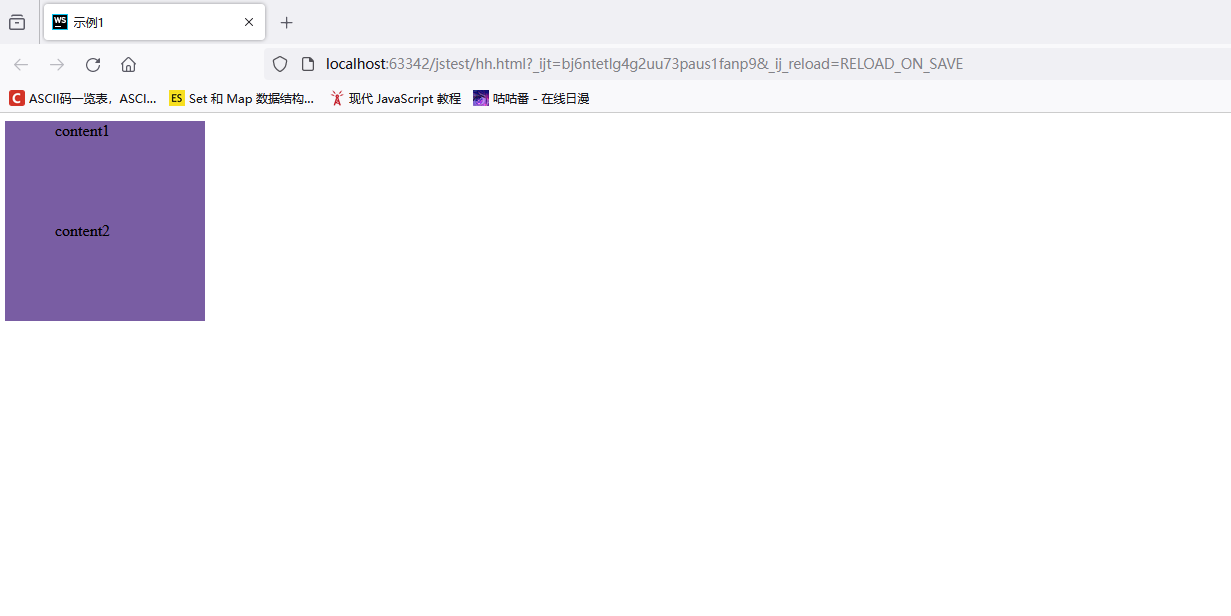 WS 示例1
localhost:63342/jstest/hh.html?_ijt=bj6ntetlg4g2uu73paus1fanp9&_ij_reload=RELOAD_ON_SAVE
C ASCII码一览表，ASCI... ES Set 和 Map 数据结构... 现代 JavaScript 教程 咕咕番 - 在线日漫
content1
content2